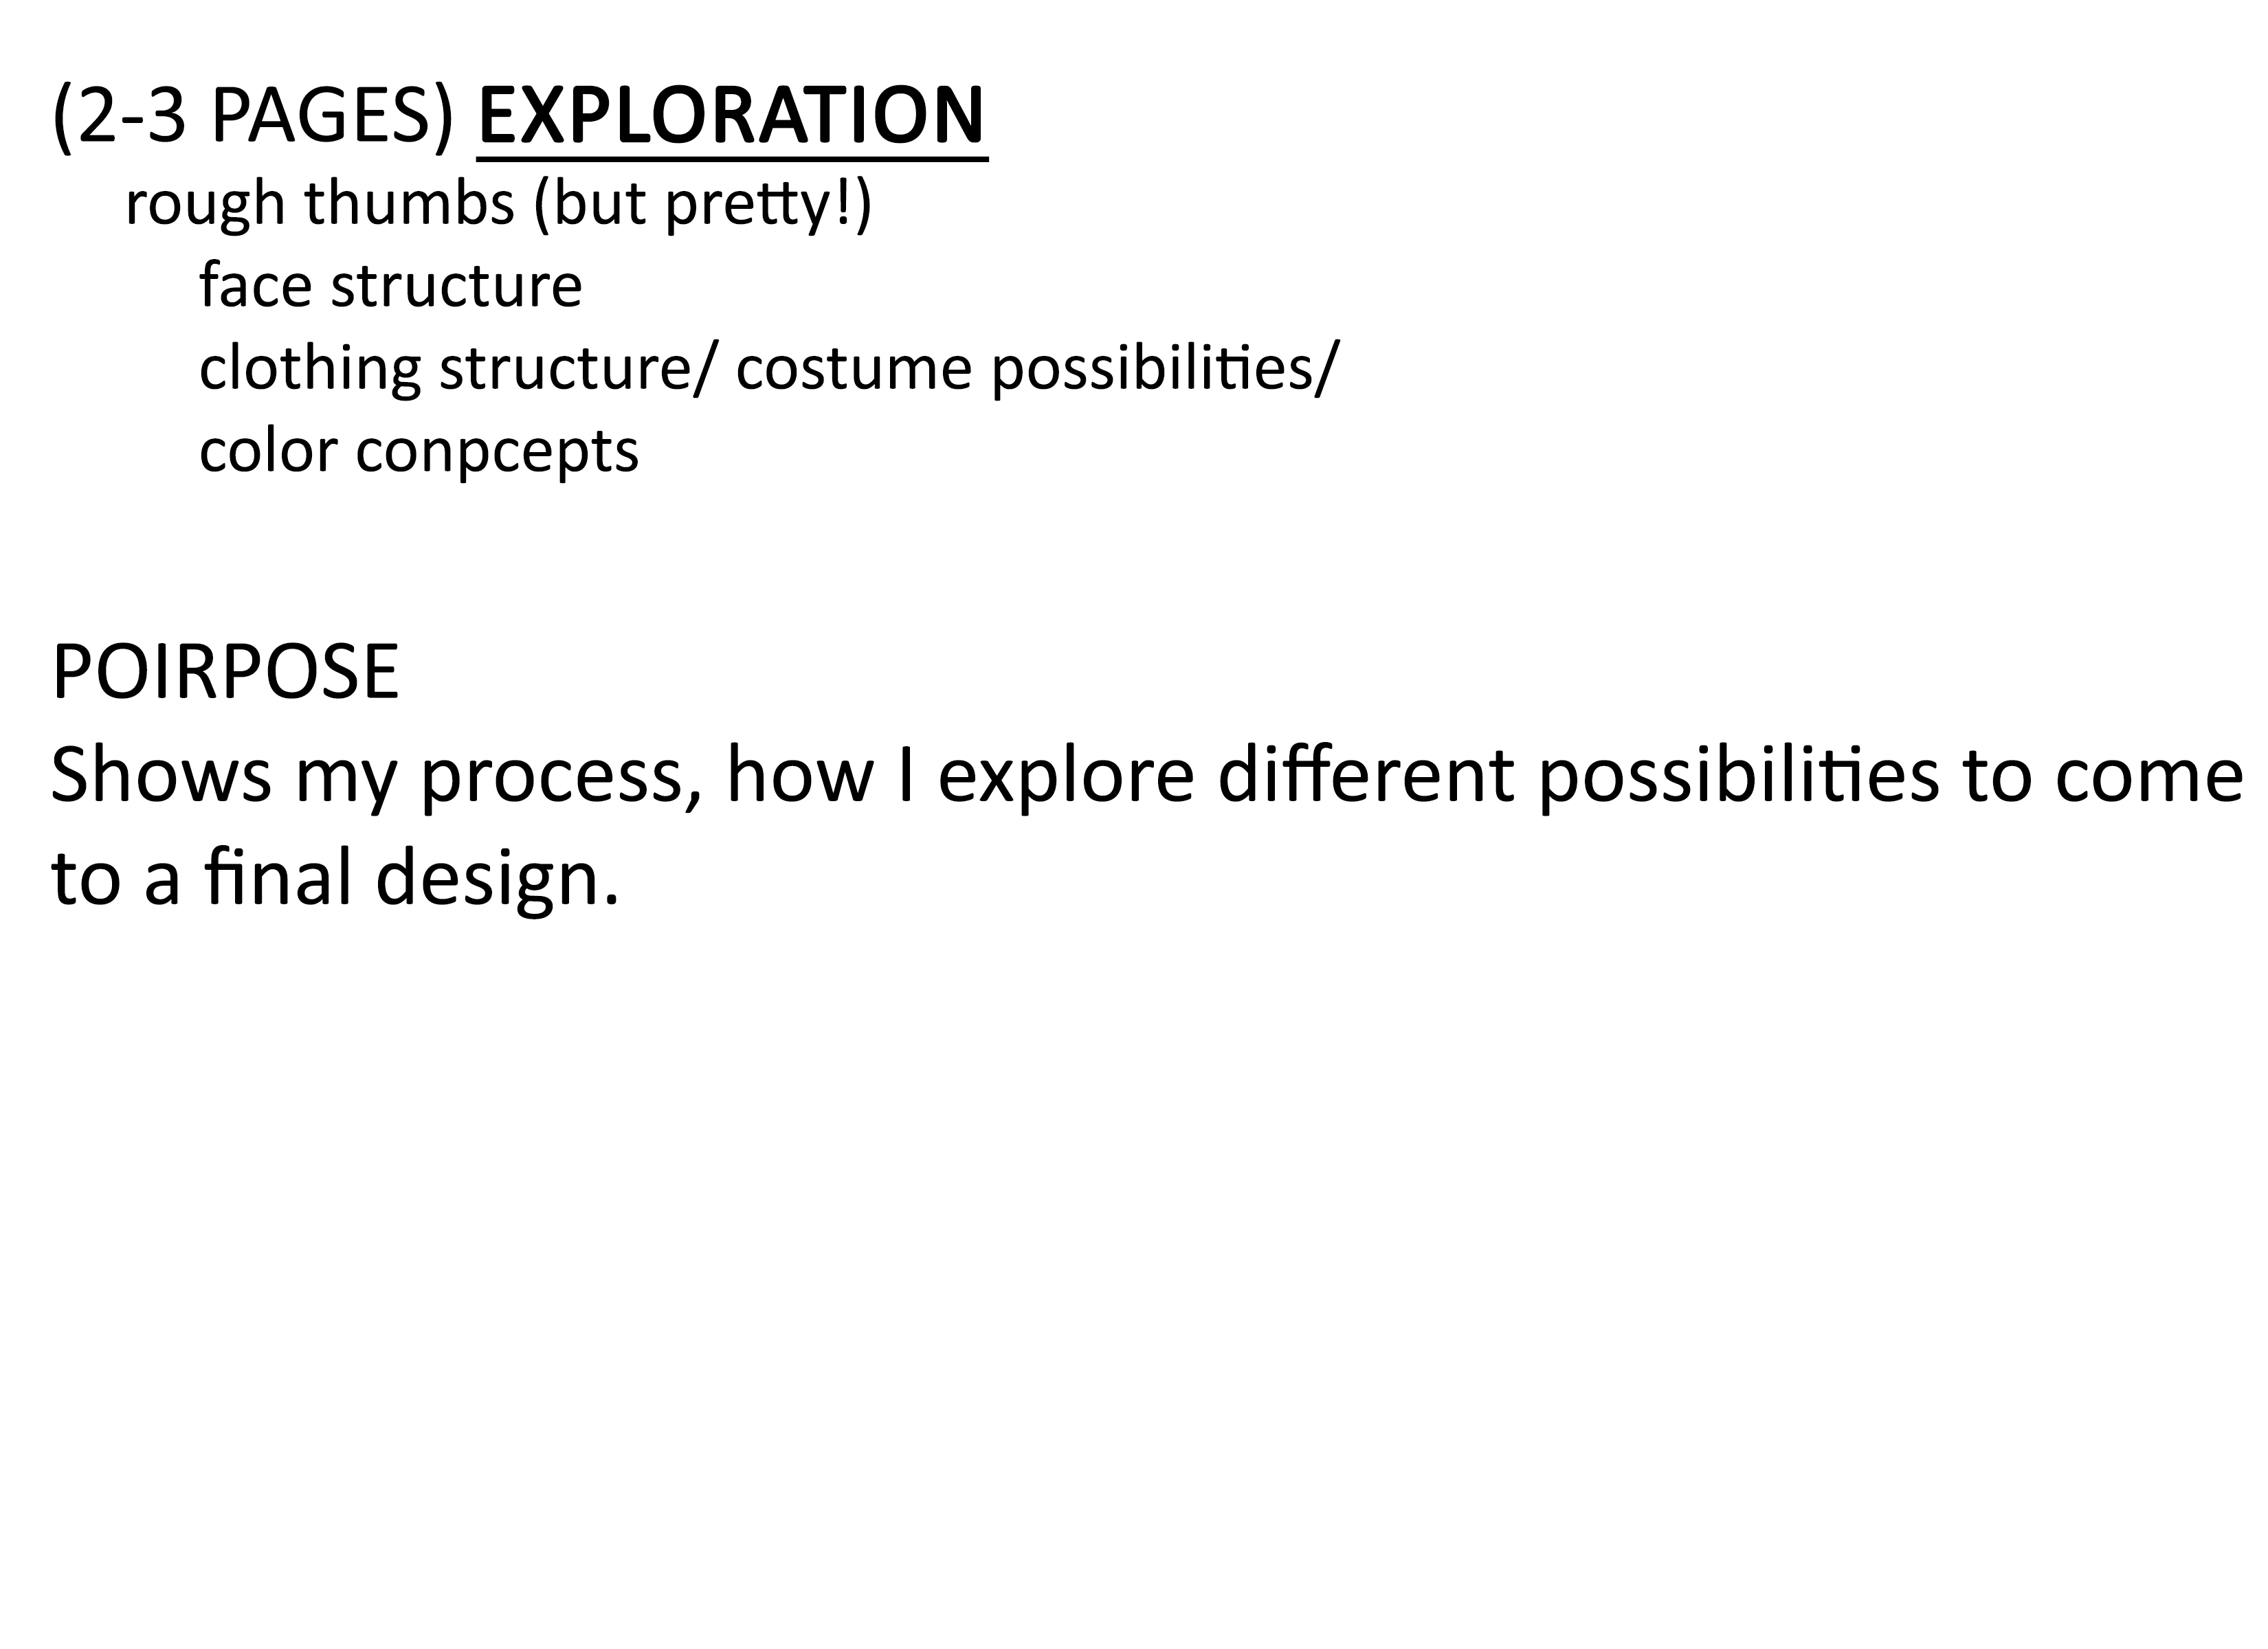 (2-3 PAGES) EXPLORATION
rough thumbs (but pretty!)
face structure
clothing structure/ costume possibilities/
color conpcepts
POIRPOSE
Shows my process, how I explore different possibilities to come
to a final design.